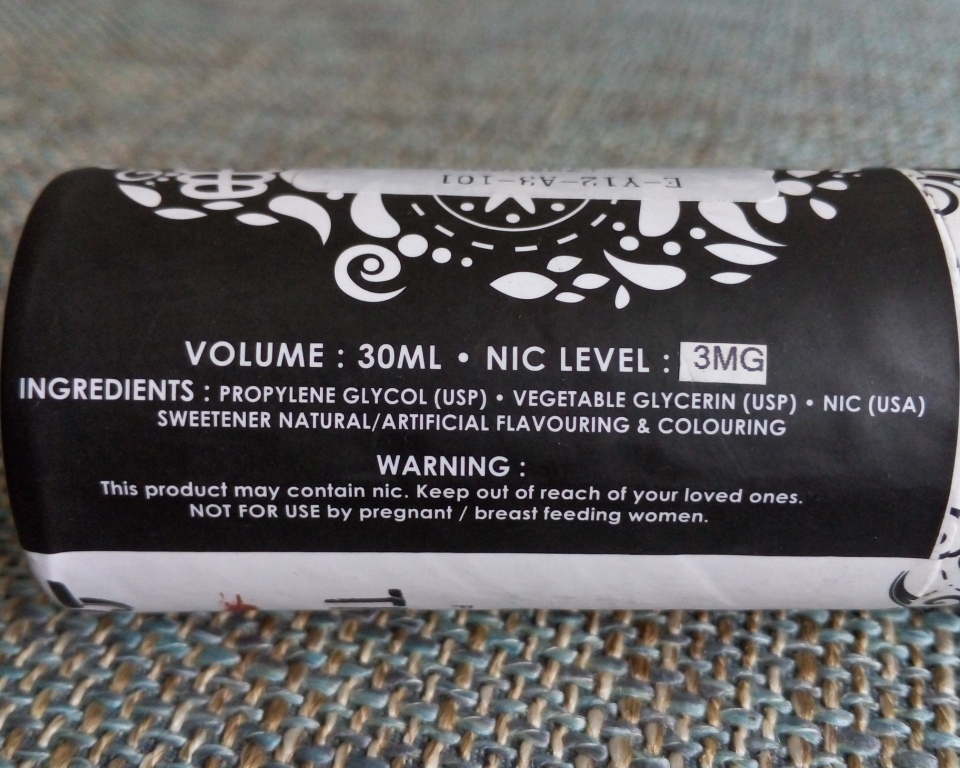 E-Y12-A3-101
VOLUME : 30ML • NIC LEVEL : 3MG
INGREDIENTS : PROPYLENE GLYCOL (USP) • VEGETABLE GLYCERIN (USP) • NIC (USA)
SWEETENER NATURAL/ARTIFICIAL FLAVOURING & COLOURING
WARNING :
This product may contain nic. Keep out of reach of your loved ones.
NOT FOR USE by pregnant / breast feeding women.